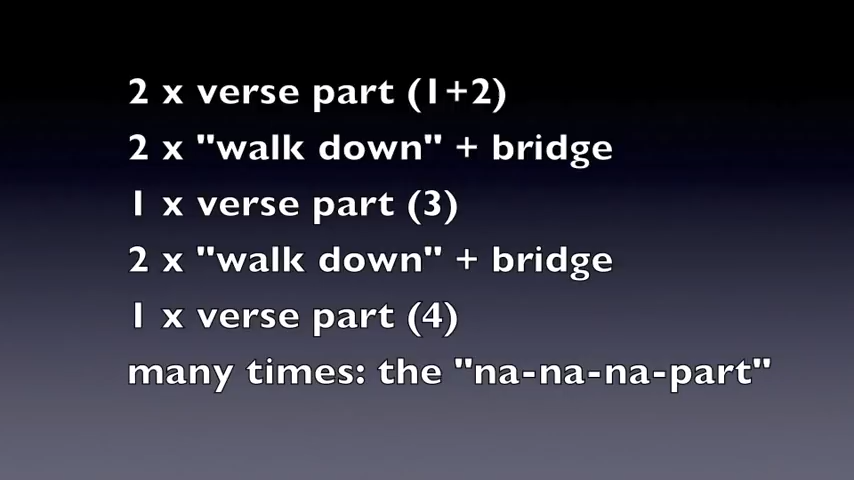 2 x verse part (1+2)
2 x "walk down" + bridge
1 x verse part (3)
2 x "walk down" + bridge
1 x verse part (4)
many times: the "na-na-na-part"